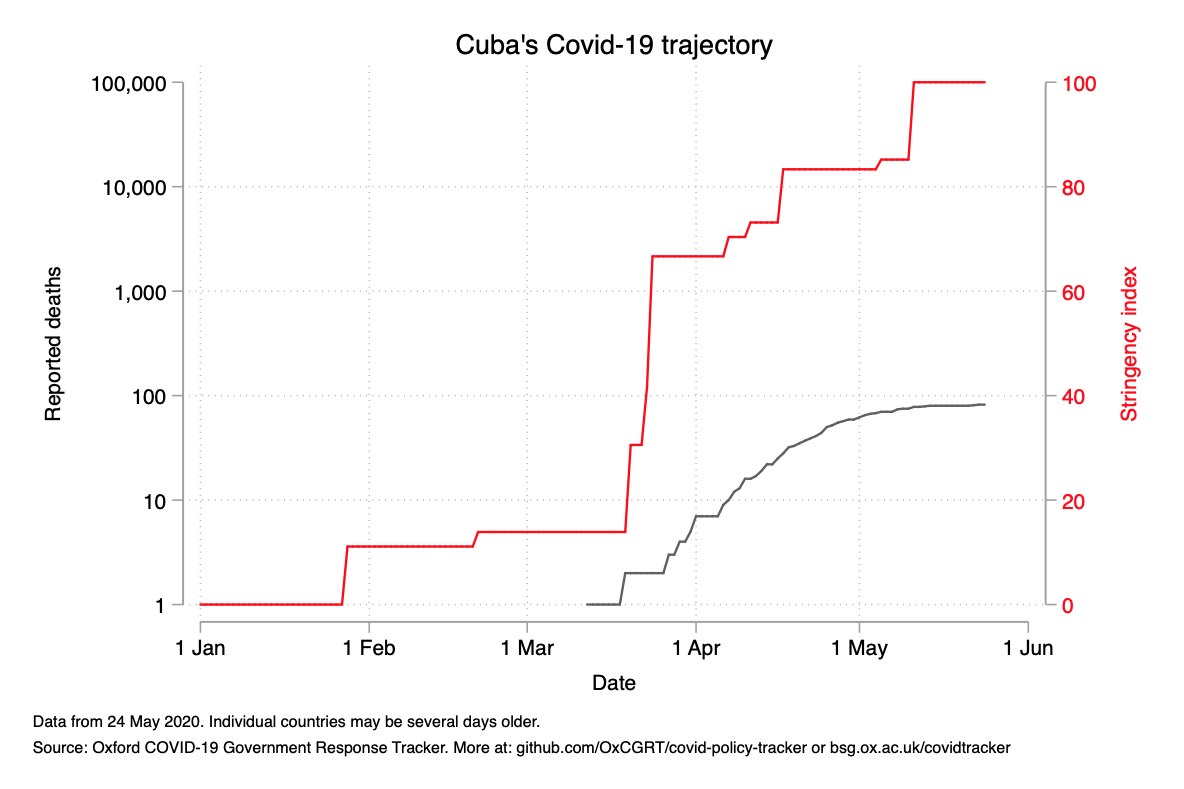 Cuba's Covid-19 trajectory
100,000
10,000
1,000
100
10
1
Reported deaths
100
80
60
40
20
0
Stringency index
1 Jan
1 Feb
1 Mar
1 Apr
1 May
1 Jun
Date
Data from 24 May 2020. Individual countries may be several days older.
Source: Oxford COVID-19 Government Response Tracker. More at: github.com/OxCGRT/covid-policy-tracker or bsg.ox.ac.uk/covidtracker